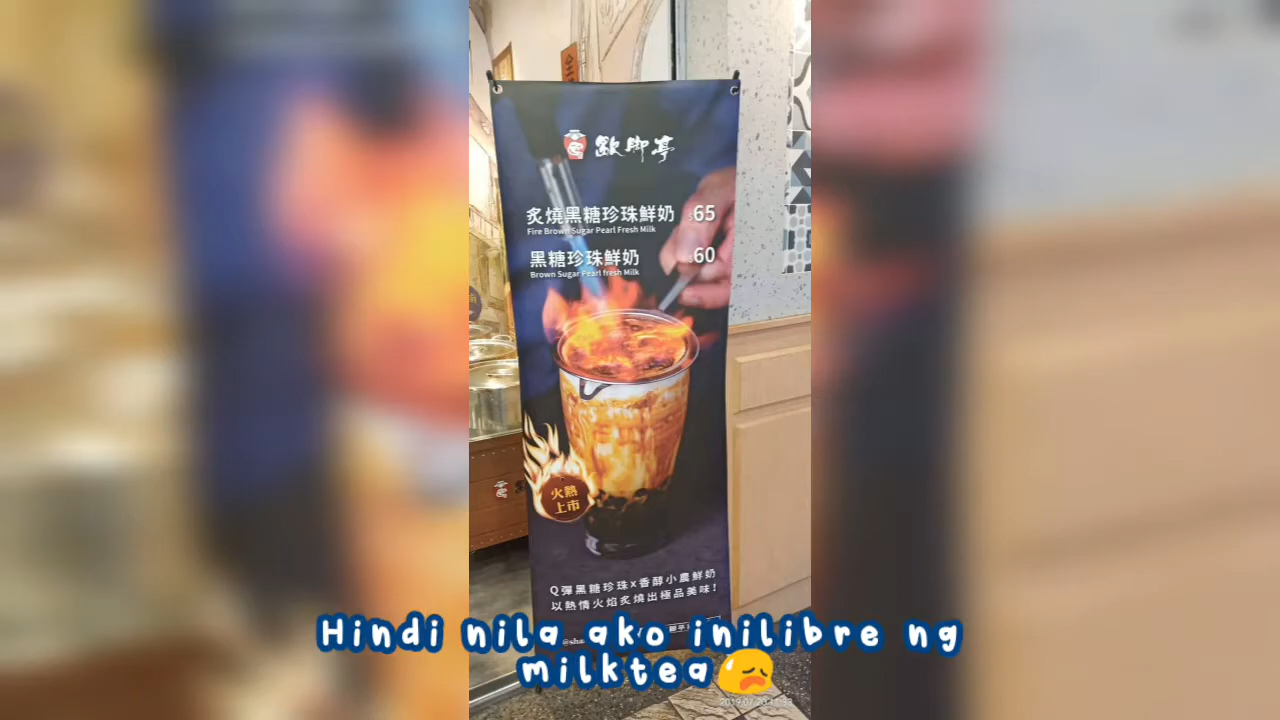 歇脚亭
炙燒黑糖珍珠鮮奶 $65
Fire Brown Sugar Pearl Fresh Milk
黑糖珍珠鮮奶 $60
Brown Sugar Pearl fresh Milk
火熱
上市
Q彈黑糖珍珠x香醇小農鮮奶
以熱情火焰炙燒出極品美味!
Hindi nila ako inilibre ng
milktea